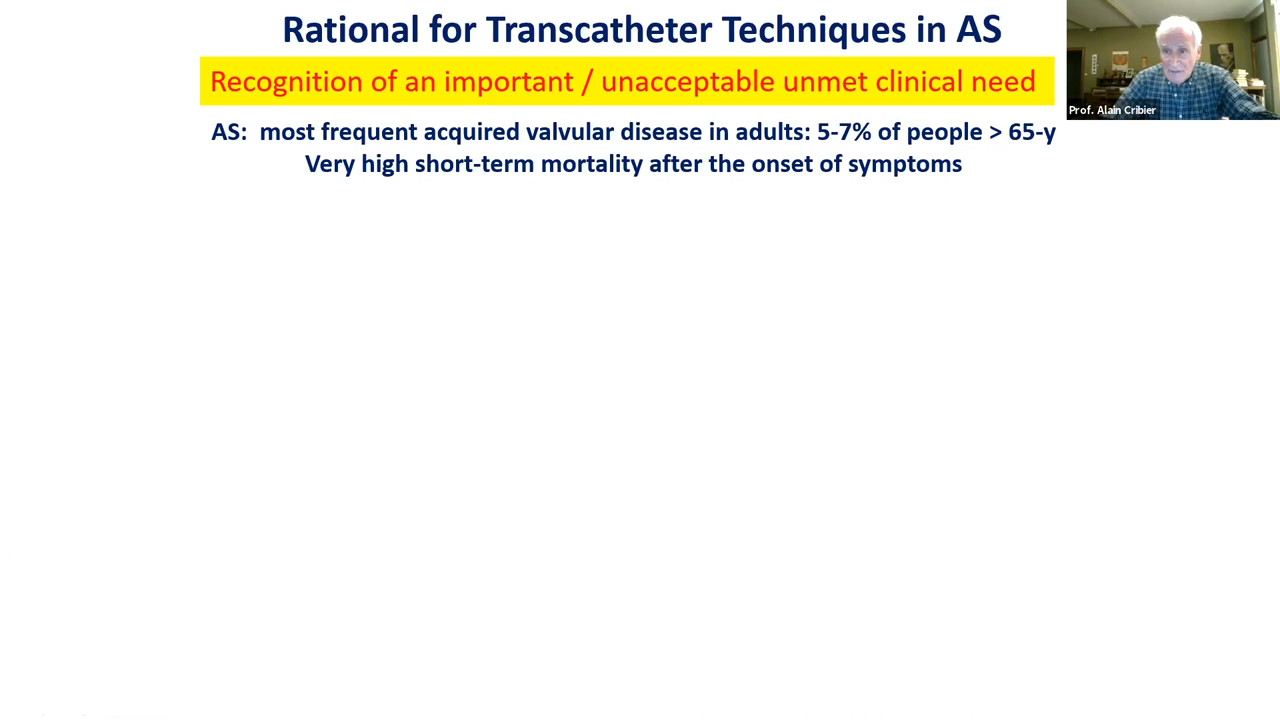 Rational for Transcatheter Techniques in AS
Recognition of an important / unacceptable unmet clinical need
AS:  most frequent acquired valvular disease in adults: 5-7% of people > 65-y
Very high short-term mortality after the onset of symptoms
Prof. Alain Cribier